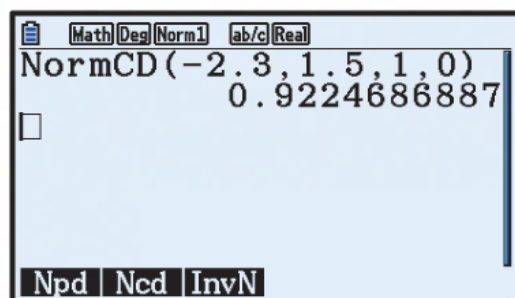 Math Deg Norm1 ab/c Real
NormCD(-2.3,1.5,1,0)
0.9224686887
Npd Ncd InvN